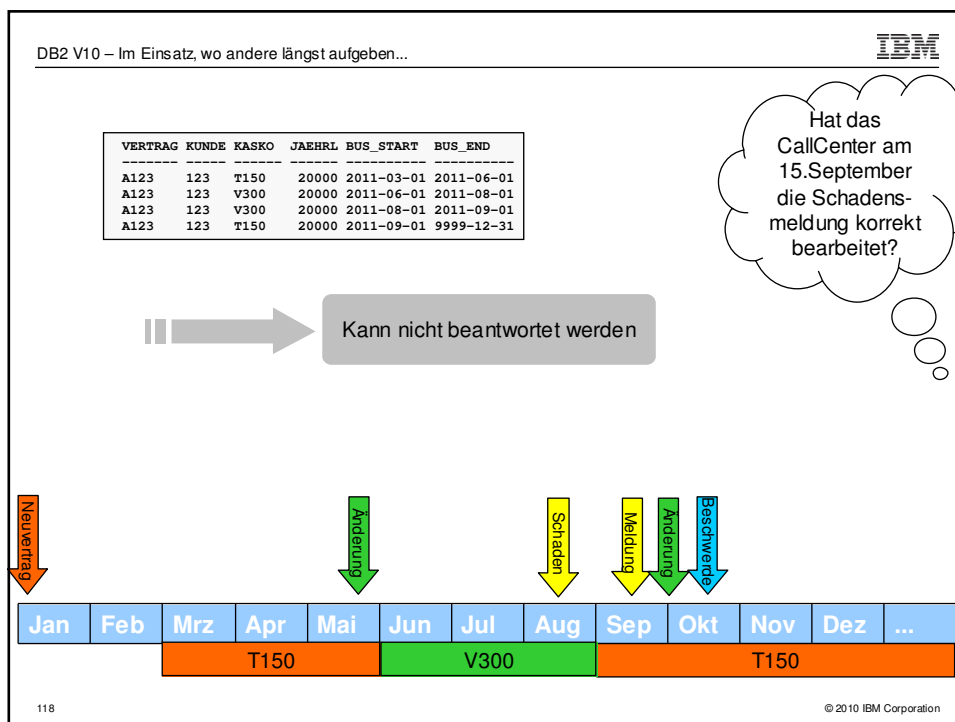 DB2 V10 – Im Einsatz, wo andere längst aufgeben...
IBM
VERTRAG KUNDE KASKO JAEHRL BUS_START BUS_END
------- ----- ------ ------ ---------- ----------
A123 123 T150 20000 2011-03-01 2011-06-01
A123 123 V300 20000 2011-06-01 2011-08-01
A123 123 V300 20000 2011-08-01 2011-09-01
A123 123 T150 20000 2011-09-01 9999-12-31
Hat das
CallCenter am
15.September
die Schadens-
meldung korrekt
bearbeitet?
Kann nicht beantwortet werden
Neuvertrag
Änderung
Schaden
Meldung
Änderung
Beschwerde
Jan Feb Mrz Apr Mai Jun Jul Aug Sep Okt Nov Dez ...
T150 V300 T150
118
© 2010 IBM Corporation